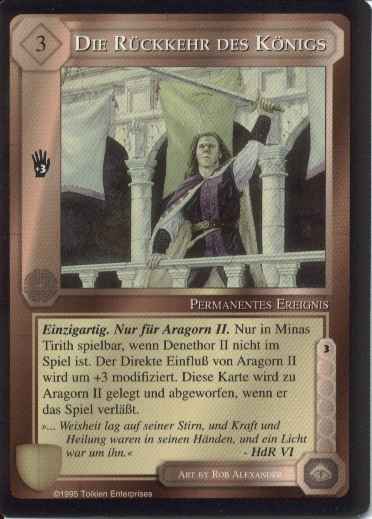 3
DIE RÜCKKEHR DES KÖNIGS
3
PERMANENTES EREIGNIS
Einzigartig. Nur für Aragorn II. Nur in Minas
Tirith spielbar, wenn Denethor II nicht im
Spiel ist. Der Direkte Einfluß von Aragorn II
wird um +3 modifiziert. Diese Karte wird zu
Aragorn II gelegt und abgeworfen, wenn er
das Spiel verläßt.
3
»... Weisheit lag auf seiner Stirn, und Kraft und
Heilung waren in seinen Händen, und ein Licht
war um ihn.« - HdR VI
ART BY ROB ALEXANDER
©1995 Tolkien Enterprises